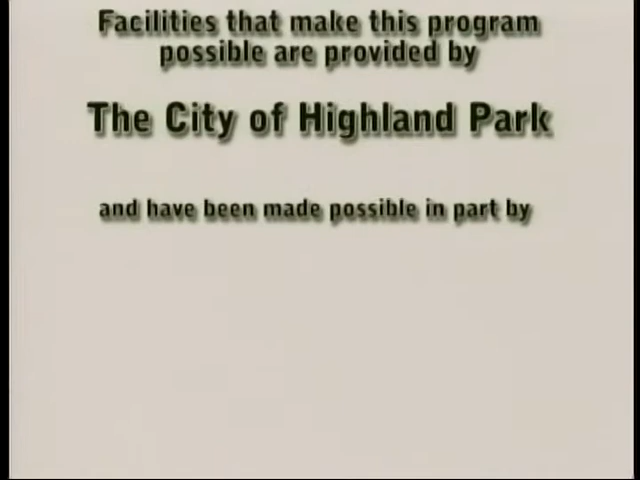 Facilities that make this program
possible are provided by
The City of Highland Park
and have been made possible in part by